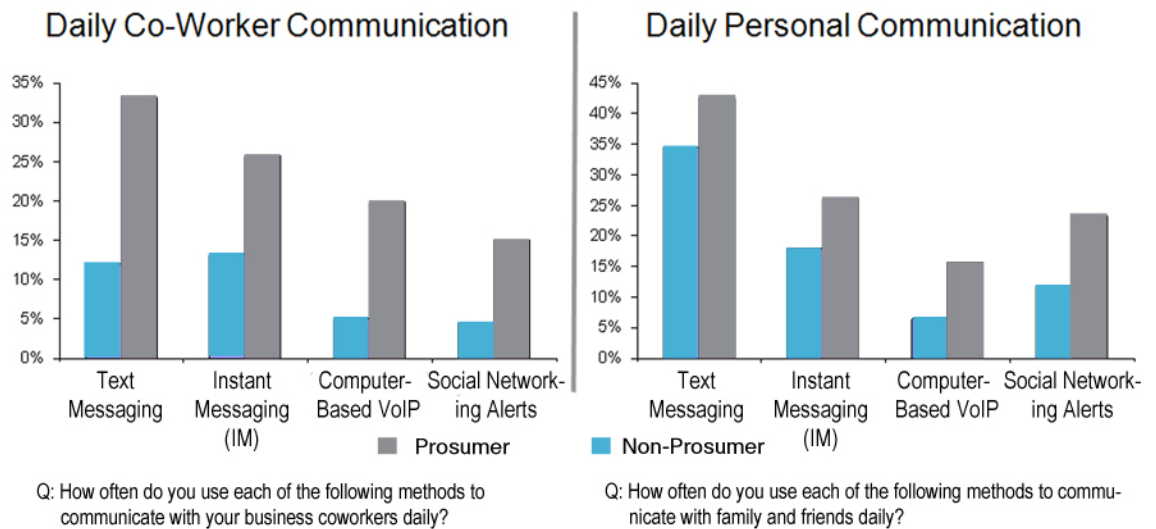 Daily Co-Worker Communication
35%
30%
25%
20%
15%
10%
5%
0%
Text
Messaging
Instant
Messaging
(IM)
Computer-
Based VoIP
Social Network-
ing Alerts
Daily Personal Communication
45%
40%
35%
30%
25%
20%
15%
10%
5%
0%
Text
Messaging
Instant
Messaging
(IM)
Computer-
Based VoIP
Social Network-
ing Alerts
Prosumer
Non-Prosumer
Q: How often do you use each of the following methods to
communicate with your business coworkers daily?
Q: How often do you use each of the following methods to commu-
nicate with family and friends daily?